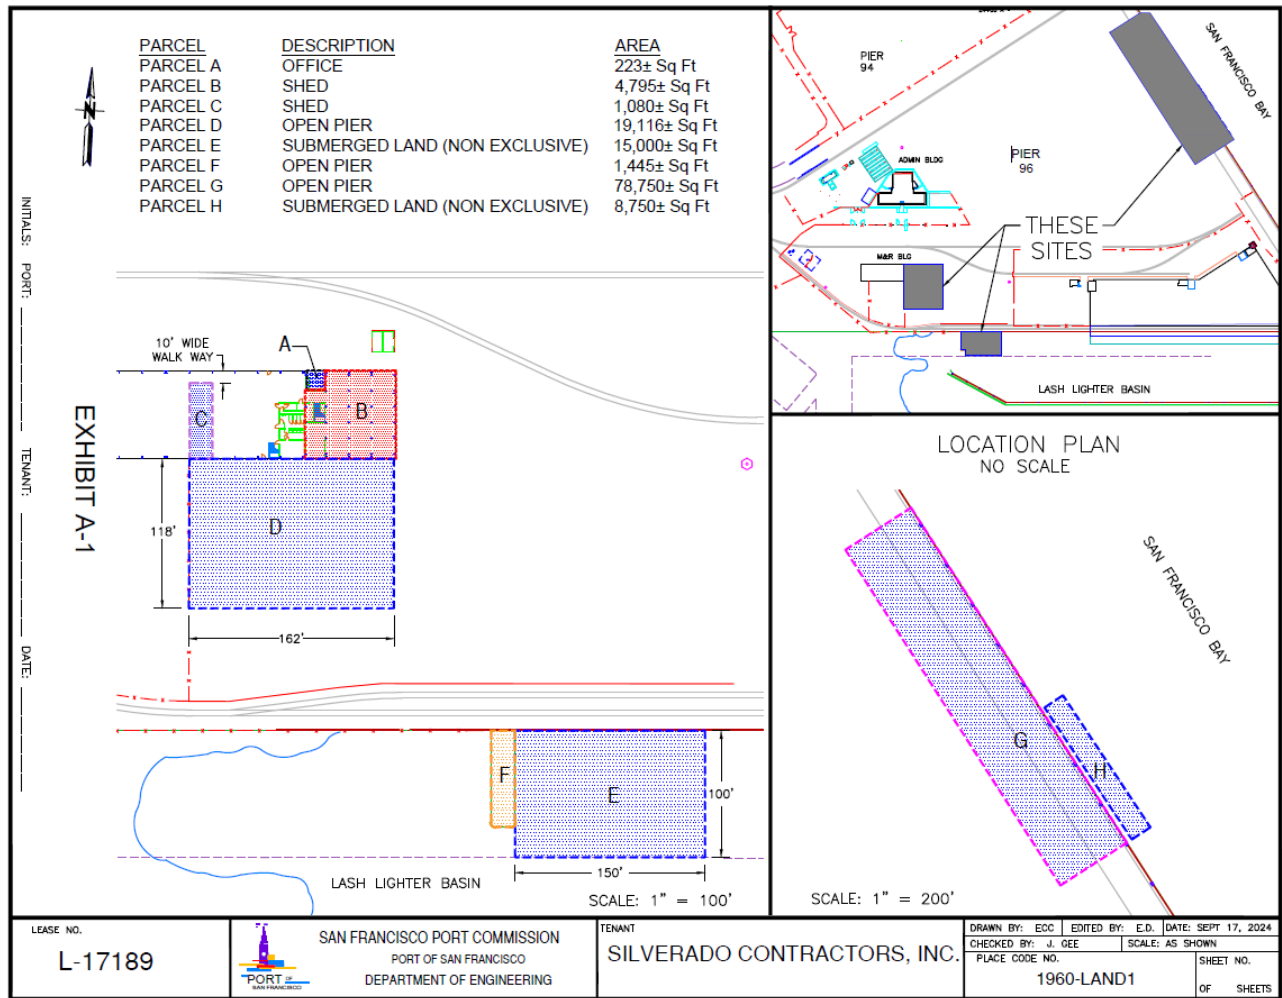 PARCEL DESCRIPTION AREA
PARCEL A OFFICE 223± Sq Ft
PARCEL B SHED 4,795± Sq Ft
PARCEL C SHED 1,080± Sq Ft
PARCEL D OPEN PIER 19,116± Sq Ft
PARCEL E SUBMERGED LAND (NON EXCLUSIVE) 15,000± Sq Ft
PARCEL F OPEN PIER 1,445± Sq Ft
PARCEL G OPEN PIER 78,750± Sq Ft
PARCEL H SUBMERGED LAND (NON EXCLUSIVE) 8,750± Sq Ft
N
INITIALS: PORT: TENANT: DATE:
EXHIBIT A-1
10' WIDE
WALK WAY
A
B
C
D
118'
162'
F
E
100'
150'
LASH LIGHTER BASIN
SCALE: 1" = 100'
PIER
94
SAN FRANCISCO BAY
ADMIN BLDG
PIER
96
THESE
SITES
M&R BLG
LASH LIGHTER BASIN
LOCATION PLAN
NO SCALE
SAN FRANCISCO BAY
G
H
SCALE: 1" = 200'
LEASE NO.
L-17189
PORT OF
SAN FRANCISCO
SAN FRANCISCO PORT COMMISSION
PORT OF SAN FRANCISCO
DEPARTMENT OF ENGINEERING
TENANT
SILVERADO CONTRACTORS, INC.
DRAWN BY: ECC EDITED BY: E.D. DATE: SEPT 17, 2024
CHECKED BY: J. GEE SCALE: AS SHOWN
PLACE CODE NO.
1960-LAND1
SHEET NO.
OF SHEETS